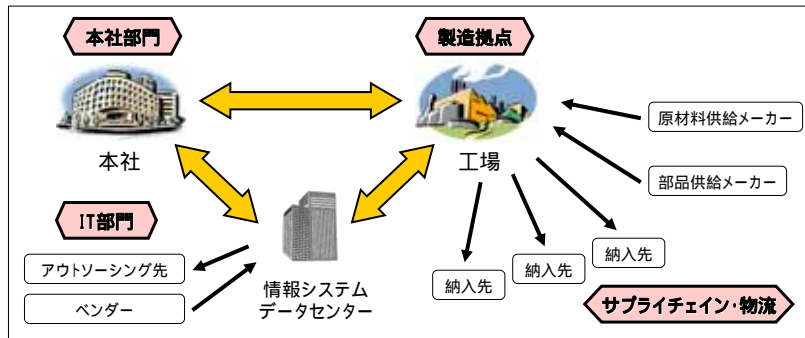 本社部門
製造拠点
原材料供給メーカー
本社
工場
部品供給メーカー
IT部門
納入先
アウトソーシング先
納入先
納入先
情報システム
データセンター
ベンダー
サプライチェイン・物流